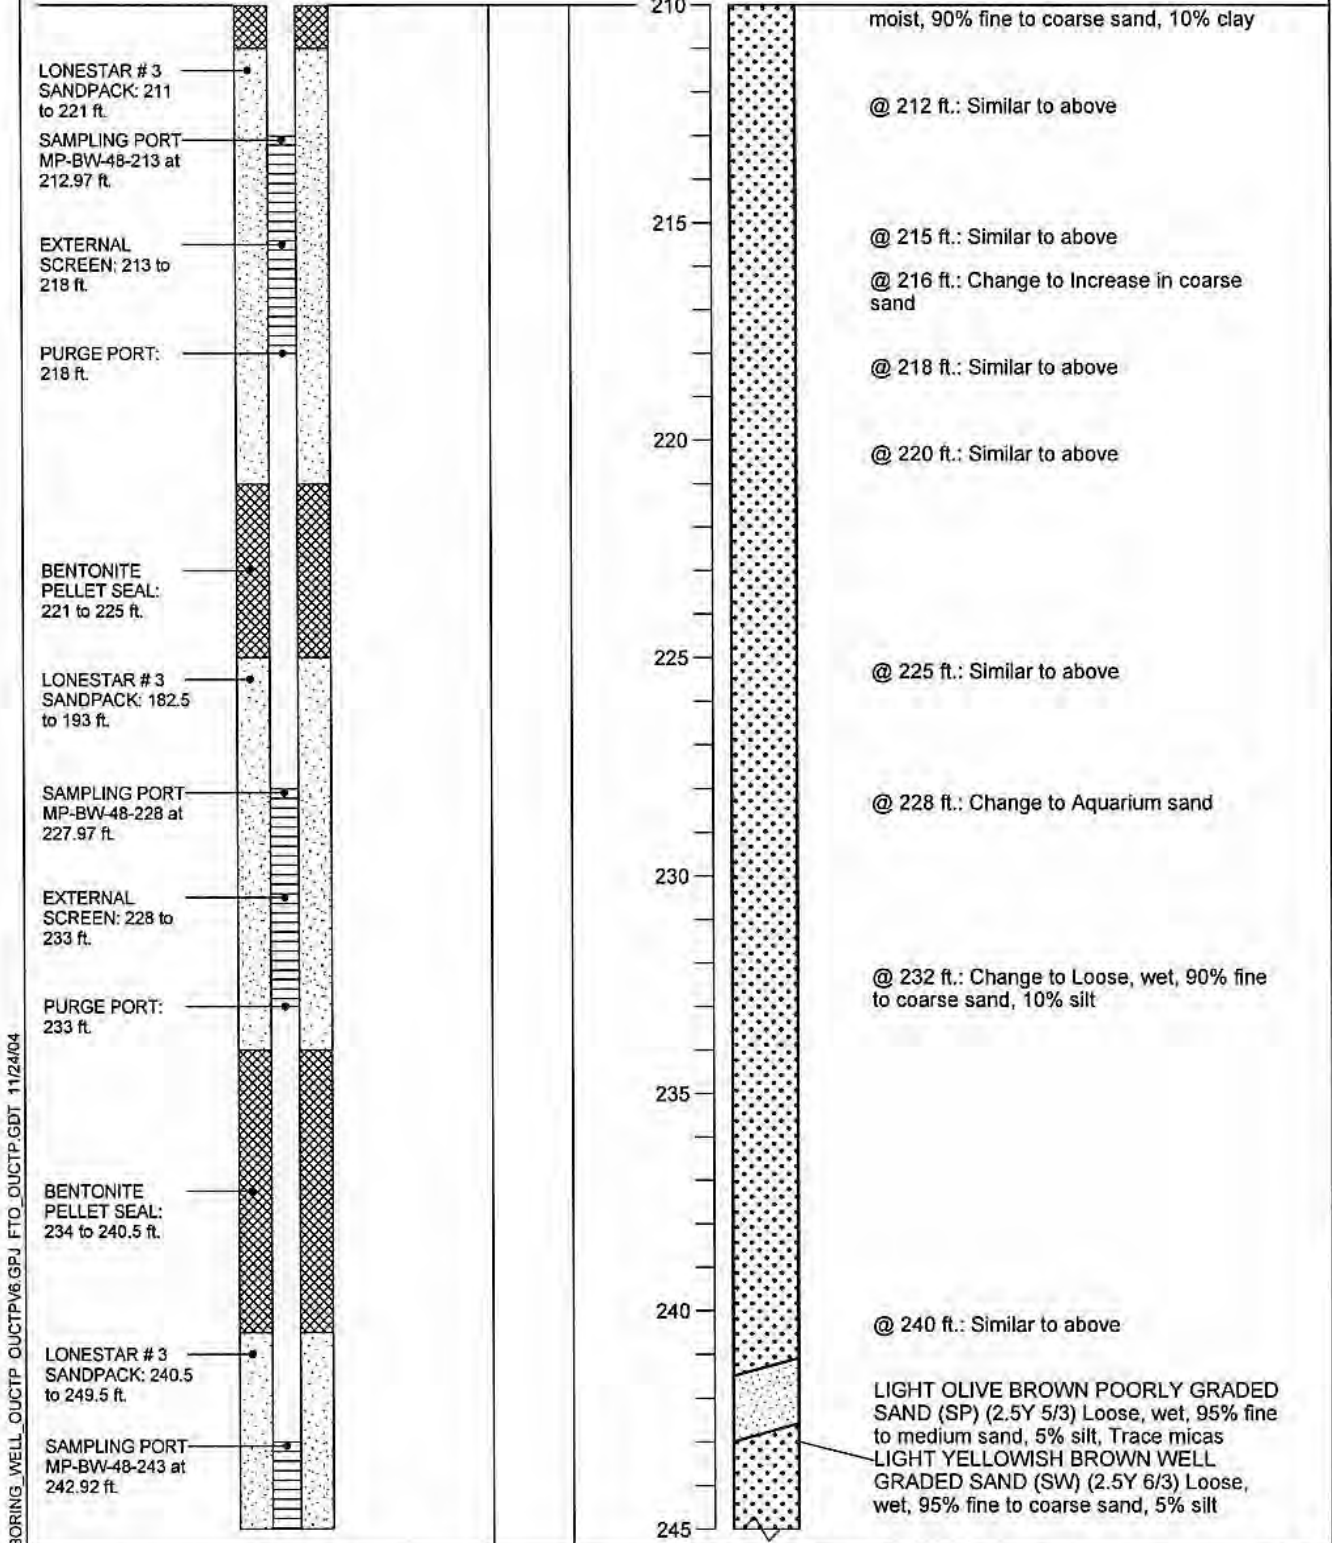 LONESTAR # 3
SANDPACK: 211
to 221 ft.
SAMPLING PORT
MP-BW-48-213 at
212.97 ft.
EXTERNAL
SCREEN: 213 to
218 ft.
PURGE PORT:
218 ft.
BENTONITE
PELLET SEAL:
221 to 225 ft.
LONESTAR # 3
SANDPACK: 182.5
to 193 ft.
SAMPLING PORT
MP-BW-48-228 at
227.97 ft.
EXTERNAL
SCREEN: 228 to
233 ft.
PURGE PORT:
233 ft.
BENTONITE
PELLET SEAL:
234 to 240.5 ft.
LONESTAR # 3
SANDPACK: 240.5
to 249.5 ft.
SAMPLING PORT
MP-BW-48-243 at
242.92 ft.
210
215
220
225
230
235
240
245
moist, 90% fine to coarse sand, 10% clay
@ 212 ft.: Similar to above
@ 215 ft.: Similar to above
@ 216 ft.: Change to Increase in coarse
sand
@ 218 ft.: Similar to above
@ 220 ft.: Similar to above
@ 225 ft.: Similar to above
@ 228 ft.: Change to Aquarium sand
@ 232 ft.: Change to Loose, wet, 90% fine
to coarse sand, 10% silt
@ 240 ft.: Similar to above
LIGHT OLIVE BROWN POORLY GRADED
SAND (SP) (2.5Y 5/3) Loose, wet, 95% fine
to medium sand, 5% silt, Trace micas
LIGHT YELLOWISH BROWN WELL
GRADED SAND (SW) (2.5Y 6/3) Loose,
wet, 95% fine to coarse sand, 5% silt
BORING_WELL_OUCTP OUCTPV6.GPJ FTO_OUCTP.GDT 11/24/04